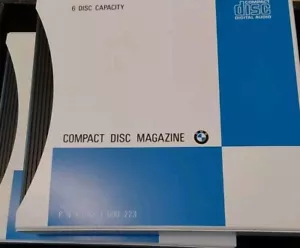 6 DISC CAPACITY
COMPACT
disc
DIGITAL AUDIO
COMPACT DISC MAGAZINE